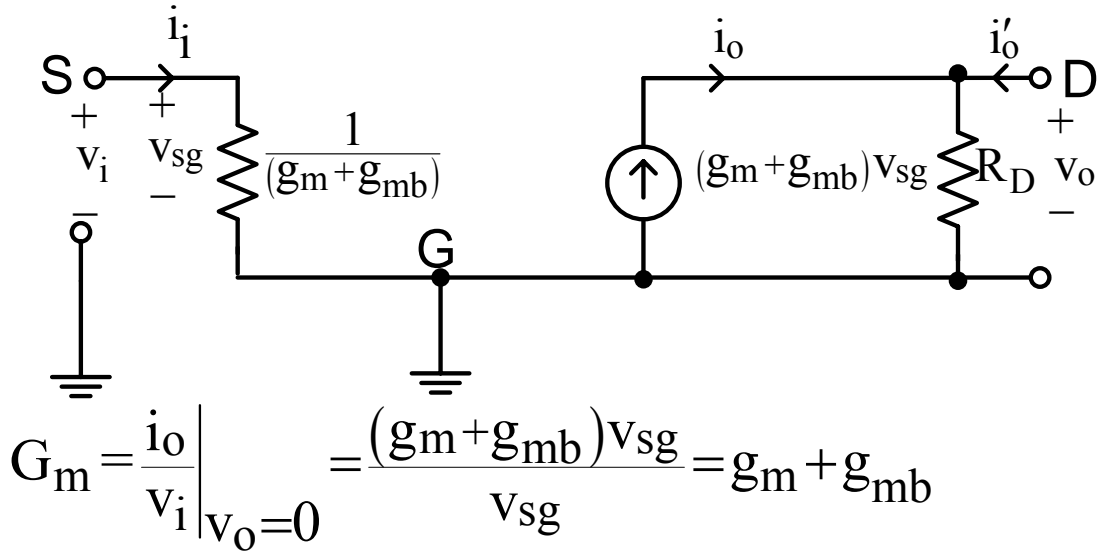 i_i
i_o
i_o′
S
D
+
v_i
−
+
v_sg
−
1/(g_m+g_mb)
(g_m+g_mb)v_sg
R_D
+
v_o
−
G
G_m = i_o/v_i |_{v_o=0} = (g_m+g_mb)v_sg/v_sg = g_m+g_mb